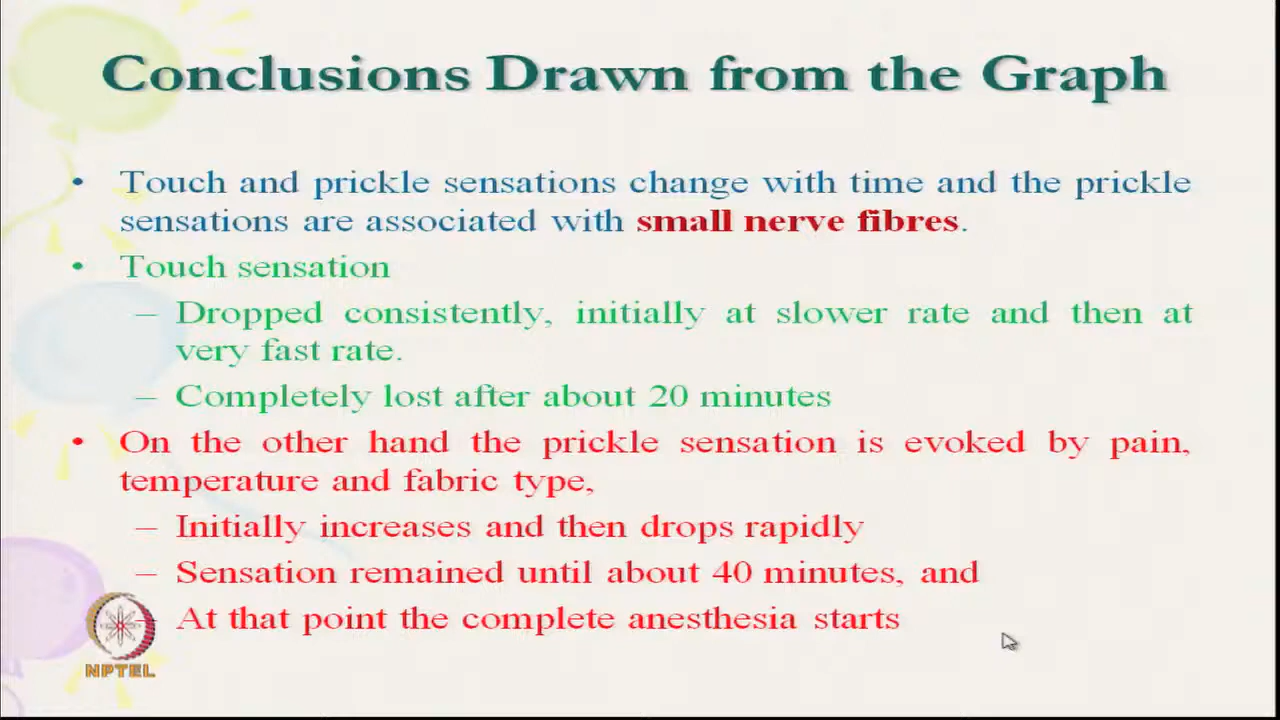 Conclusions Drawn from the Graph
• Touch and prickle sensations change with time and the prickle
sensations are associated with small nerve fibres.
• Touch sensation
– Dropped consistently, initially at slower rate and then at
very fast rate.
– Completely lost after about 20 minutes
• On the other hand the prickle sensation is evoked by pain,
temperature and fabric type,
– Initially increases and then drops rapidly
– Sensation remained until about 40 minutes, and
– At that point the complete anesthesia starts
NPTEL